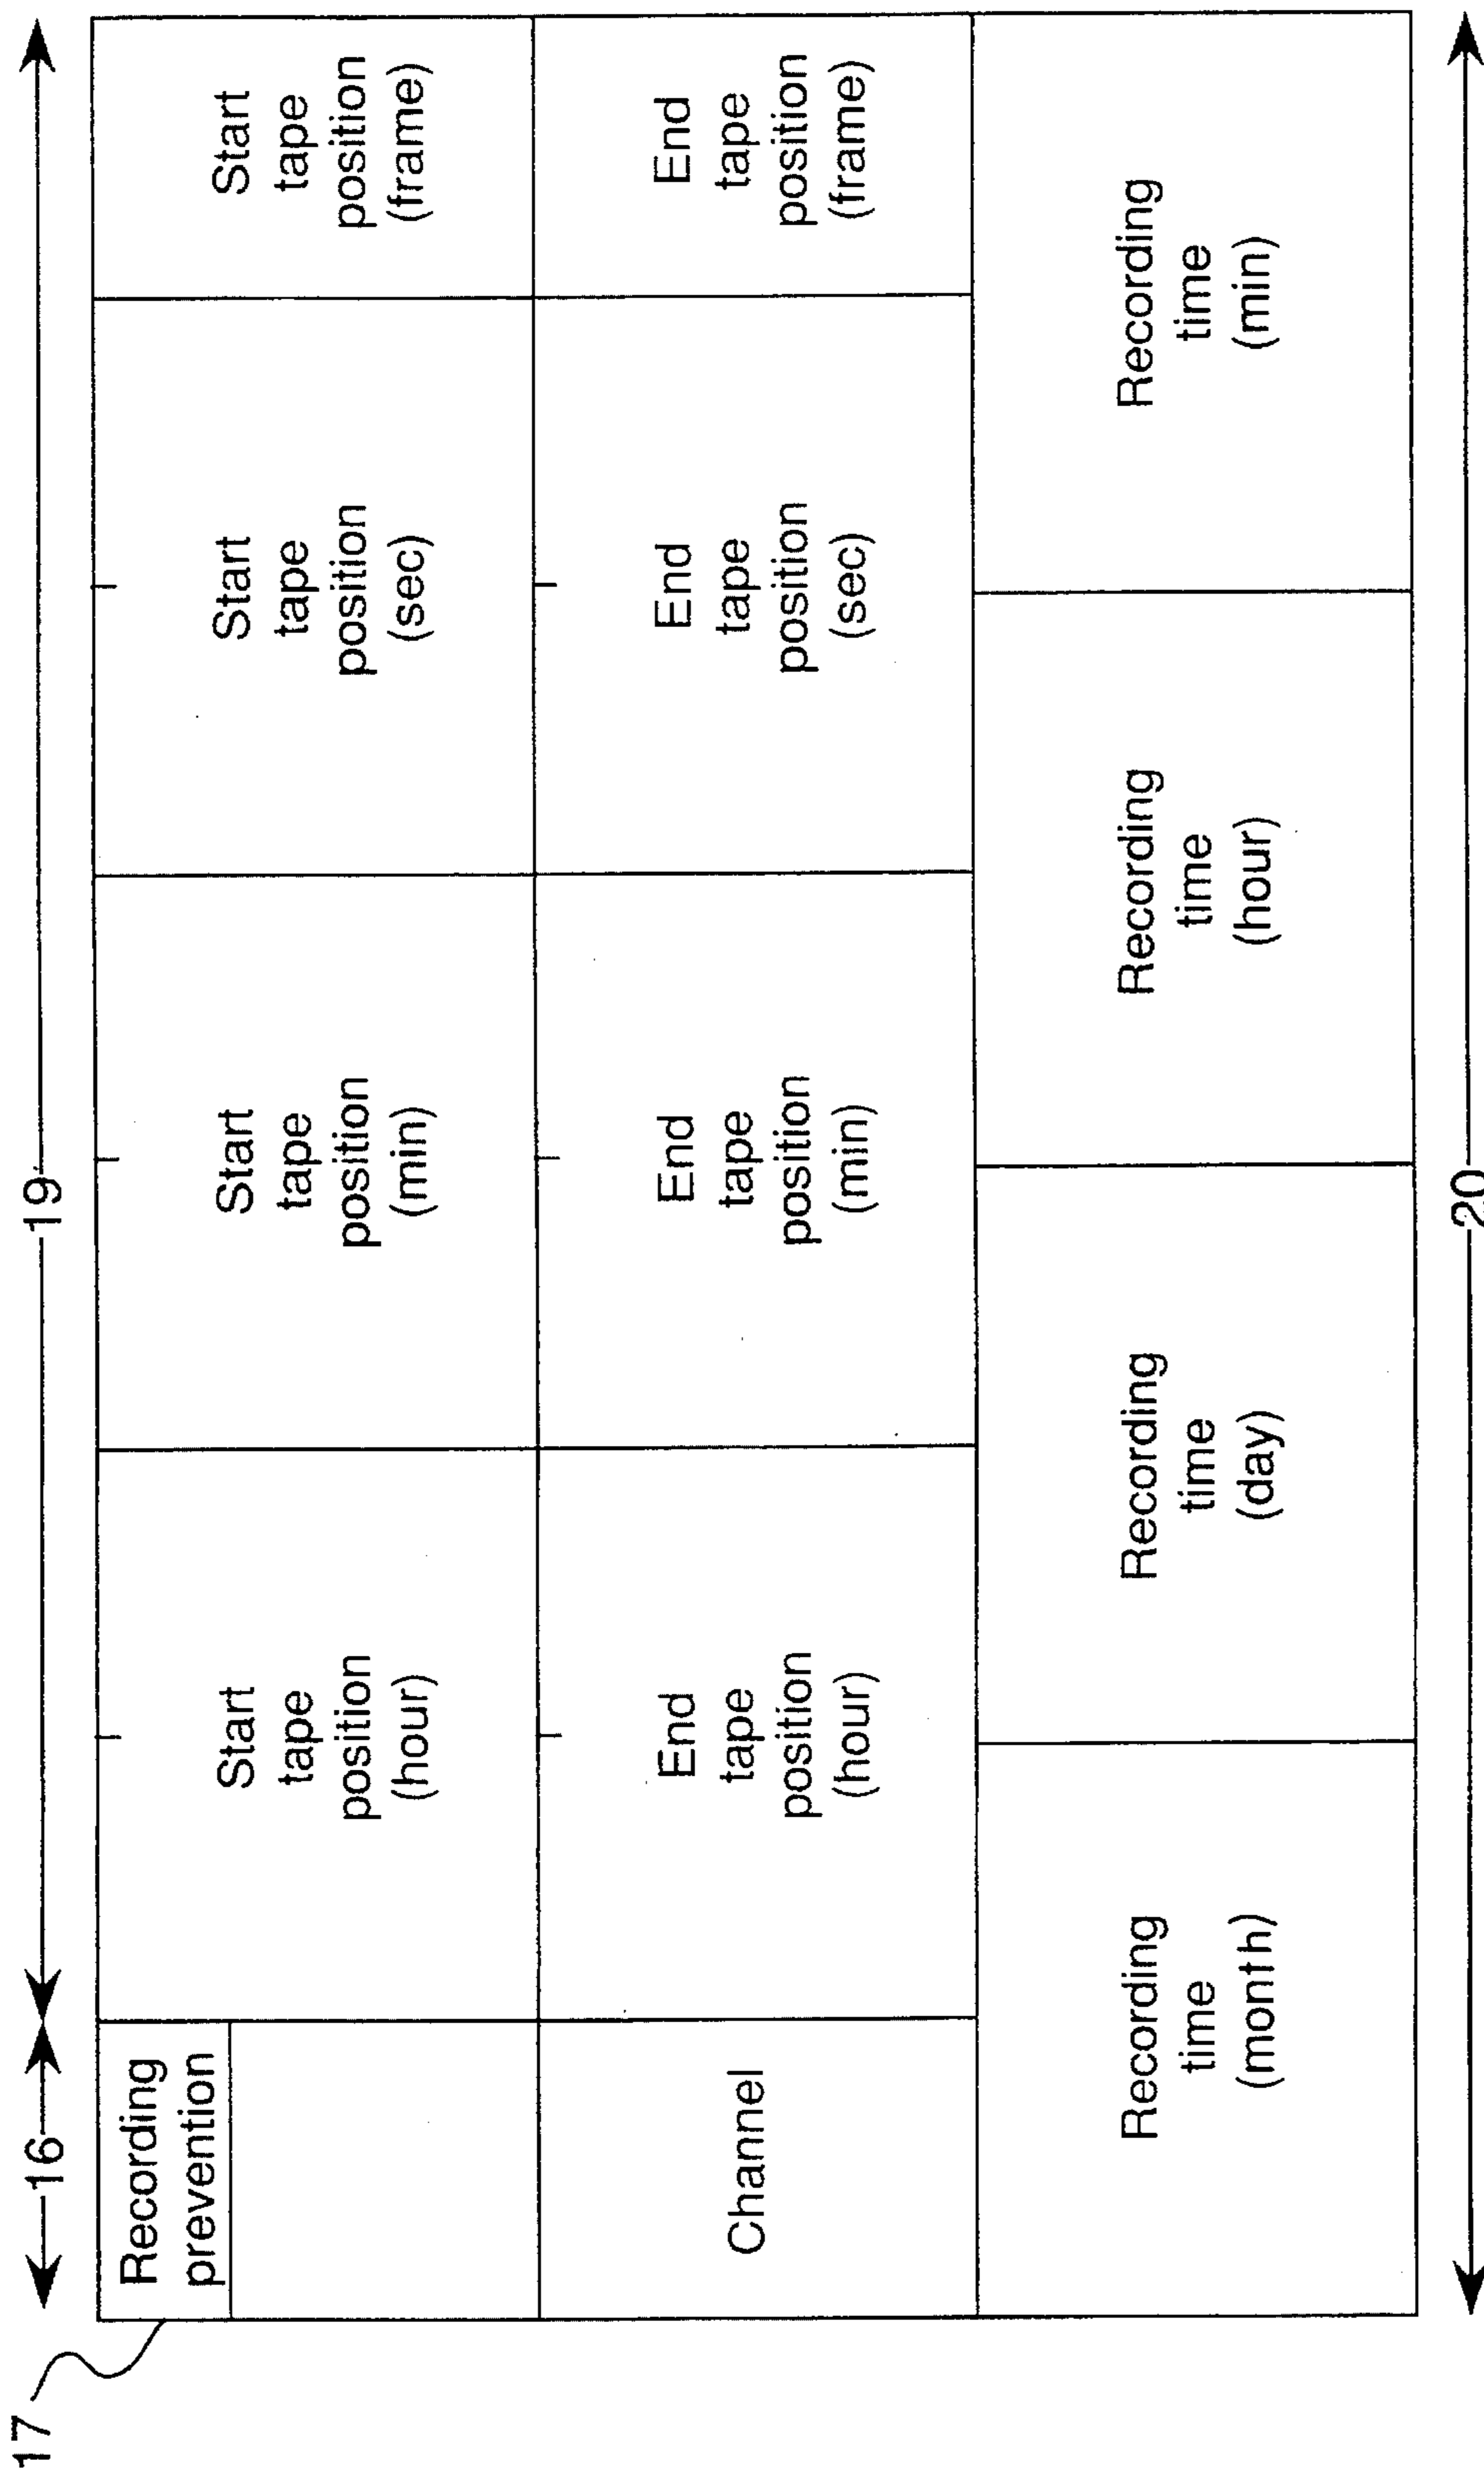 17
16
19
Recording
prevention
Start
tape
position
(hour)
Start
tape
position
(min)
Start
tape
position
(sec)
Start
tape
position
(frame)
Channel
End
tape
position
(hour)
End
tape
position
(min)
End
tape
position
(sec)
End
tape
position
(frame)
Recording
time
(month)
Recording
time
(day)
Recording
time
(hour)
Recording
time
(min)
20